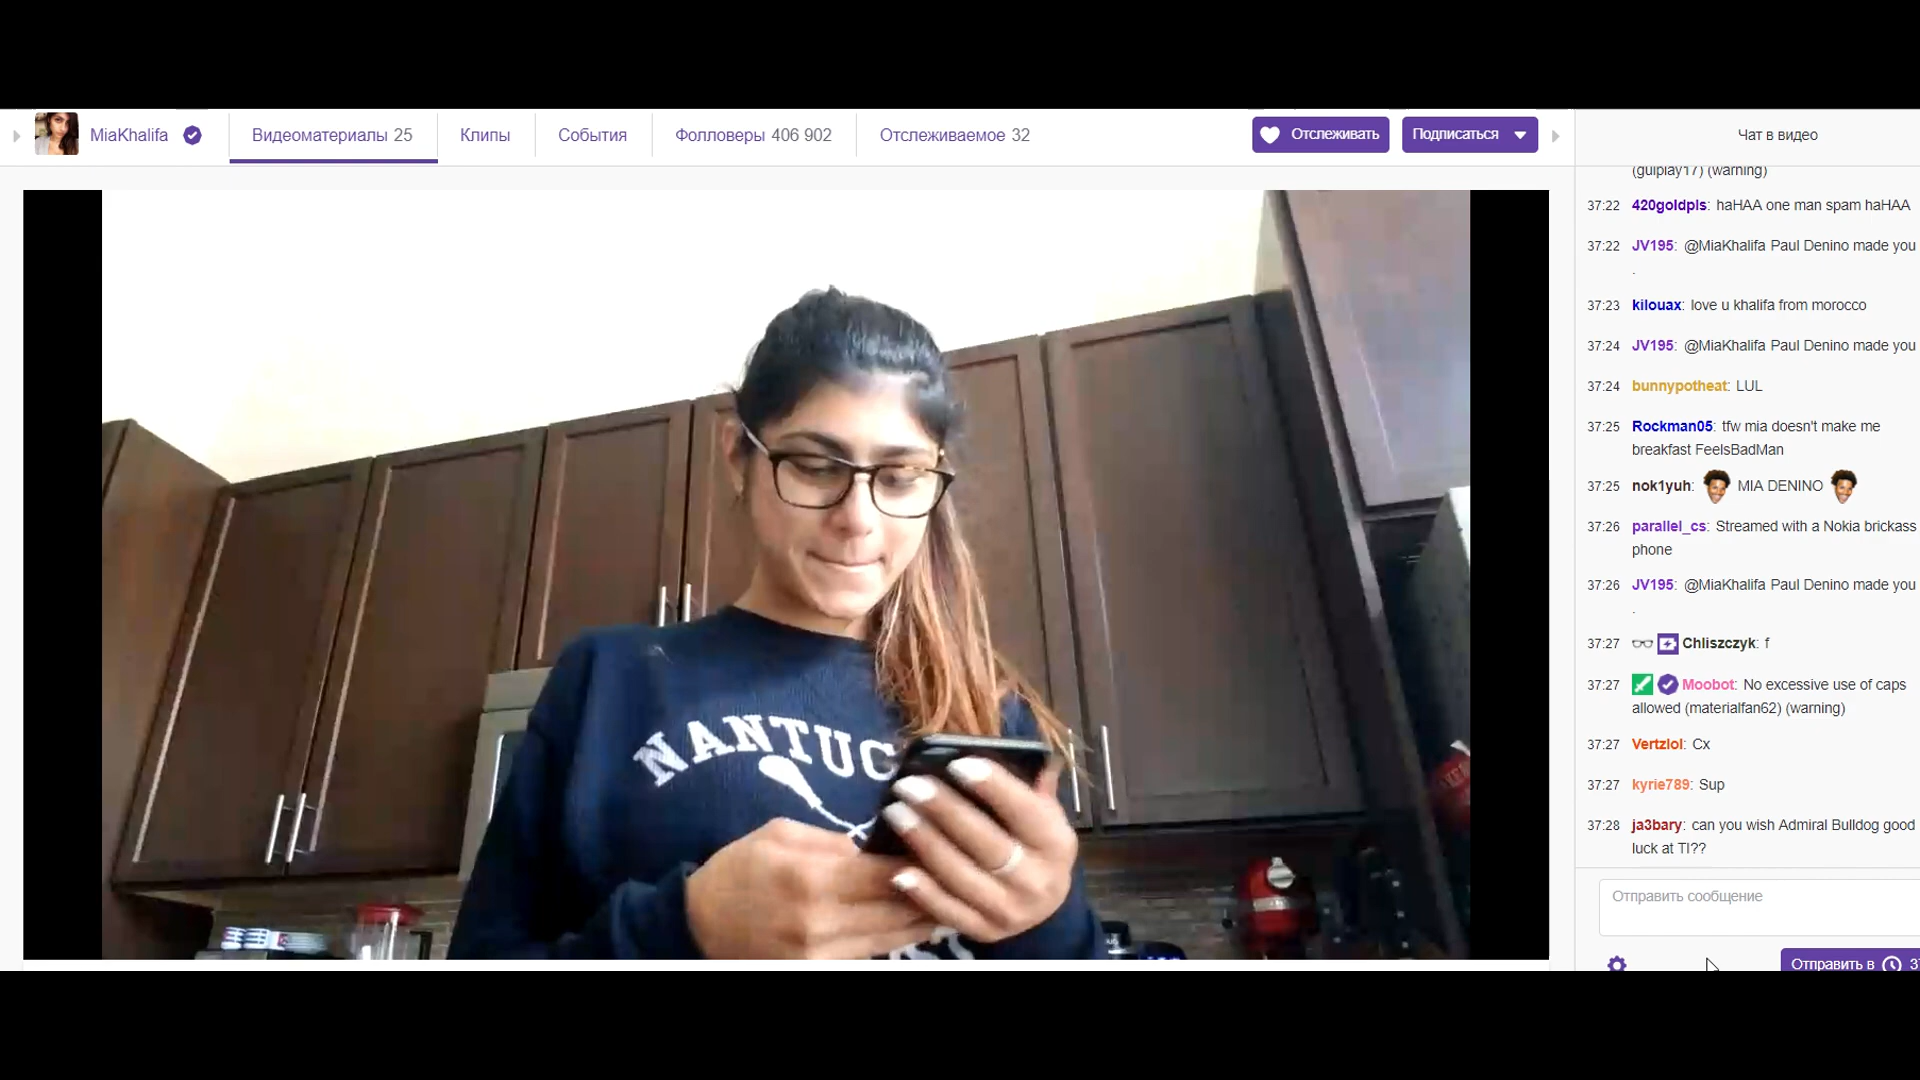 MiaKhalifa
Видеоматериалы 25
Клипы
События
Фолловеры 406 902
Отслеживаемое 32
Отслеживать
Подписаться
Чат в видео
(guiplay17) (warning)
37:22 420goldpls: haHAA one man spam haHAA
37:22 JV195: @MiaKhalifa Paul Denino made you
.
37:23 kilouax: love u khalifa from morocco
37:24 JV195: @MiaKhalifa Paul Denino made you
37:24 bunnypotheat: LUL
37:25 Rockman05: tfw mia doesn't make me
breakfast FeelsBadMan
37:25 nok1yuh: MIA DENINO
37:26 parallel_cs: Streamed with a Nokia brickass
phone
37:26 JV195: @MiaKhalifa Paul Denino made you
.
37:27 Chliszczyk: f
37:27 Moobot: No excessive use of caps
allowed (materialfan62) (warning)
37:27 Vertzlol: Cx
37:27 kyrie789: Sup
37:28 ja3bary: can you wish Admiral Bulldog good
luck at TI??
Отправить сообщение
Отправить в 37
NANTUC